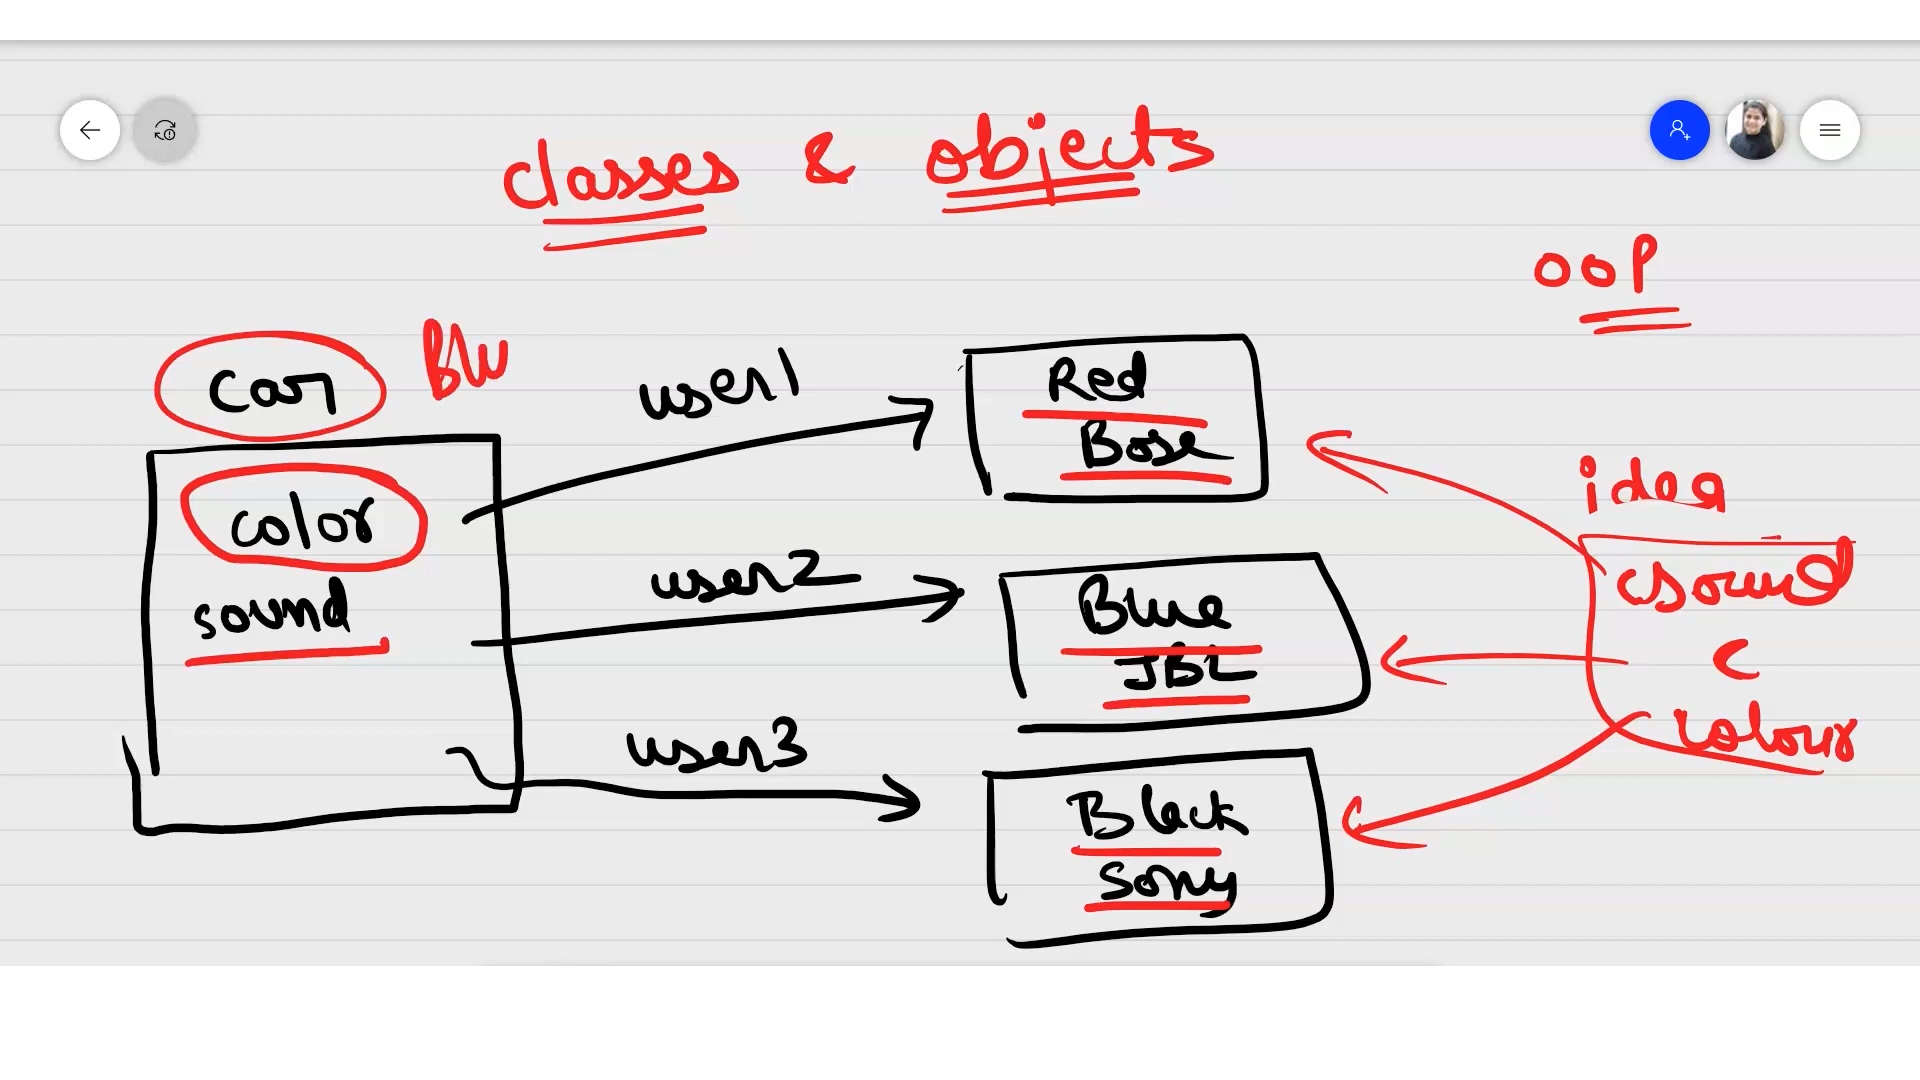 classes & objects
OOP
Car
Blu
color
sound
user1
Red
Bose
user2
Blue
JBL
user3
Black
Sony
idea
sound
c
colour